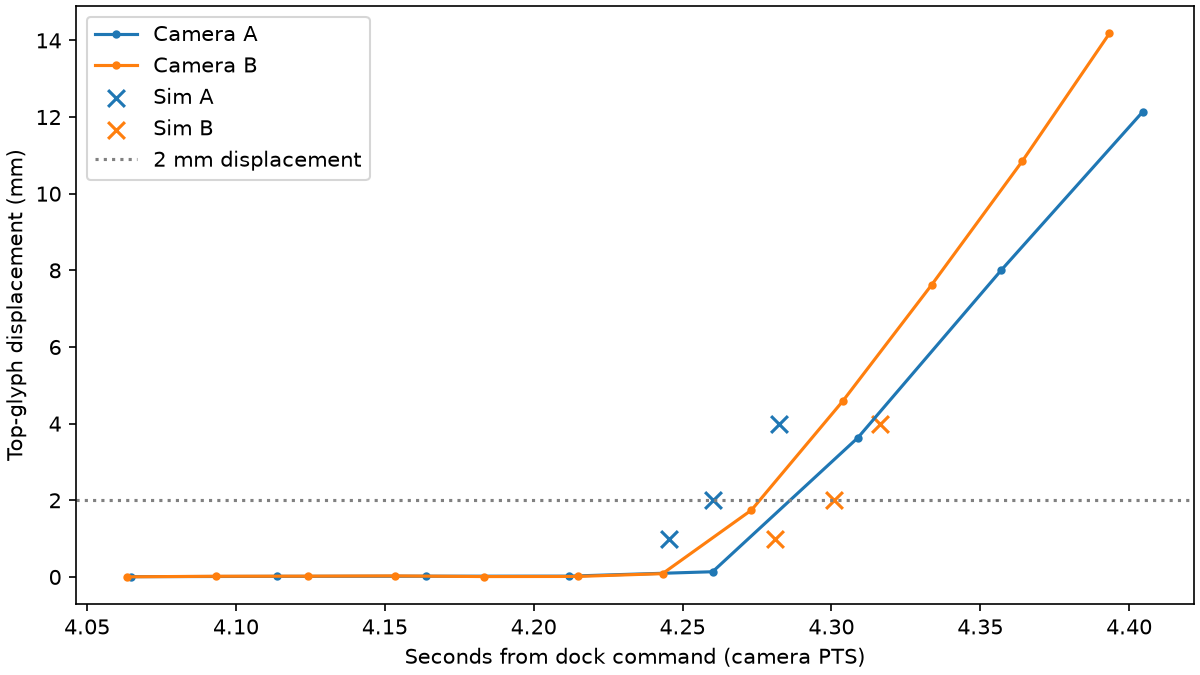 Camera A
Camera B
Sim A
Sim B
2 mm displacement
Top-glyph displacement (mm)
14
12
10
8
6
4
2
0
4.05 4.10 4.15 4.20 4.25 4.30 4.35 4.40
Seconds from dock command (camera PTS)